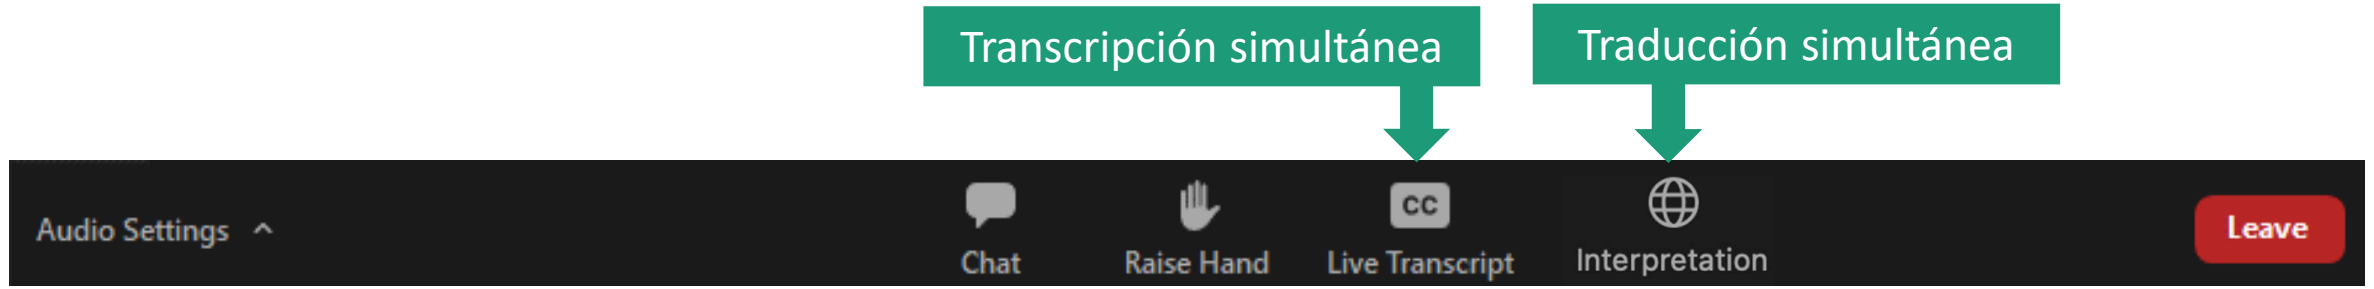 Transcripción simultánea
Traducción simultánea
Audio Settings
CC
Chat
Raise Hand
Live Transcript
Interpretation
Leave